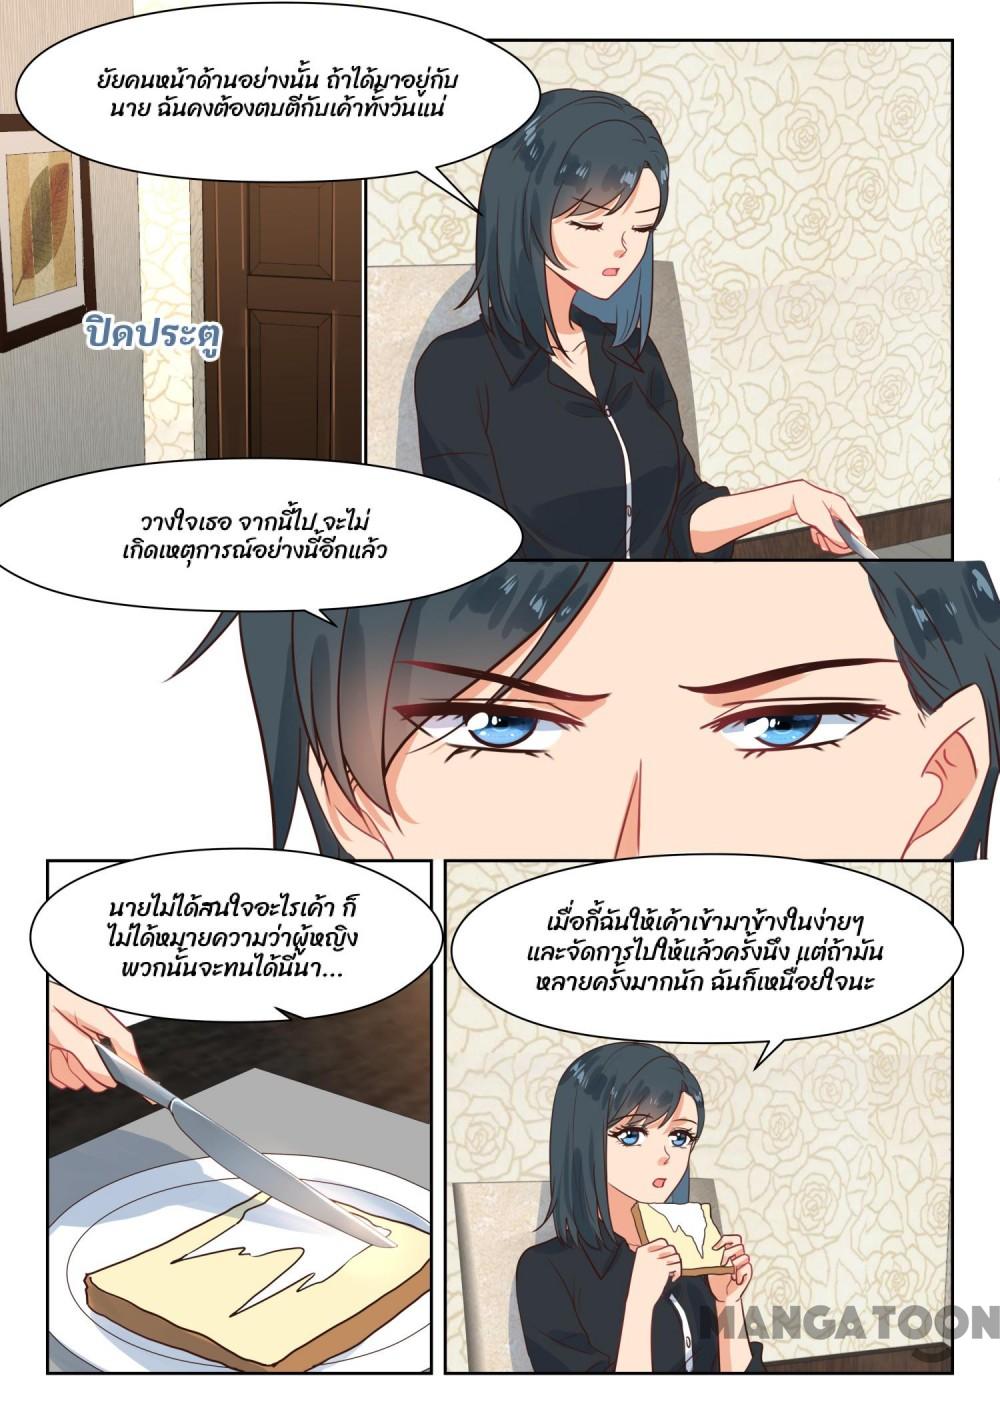 ยัยคนหน้าด้านอย่างนั้น ถ้าได้มาอยู่กับ
นาย ฉันคงต้องตบตีกับเค้าทั้งวันแน่
ปิดประตู
วางใจเธอ จากนี้ไป จะไม่
เกิดเหตุการณ์อย่างนี้อีกแล้ว
นายไม่ได้สนใจอะไรเค้า ก็
ไม่ได้หมายความว่าผู้หญิง
พวกนั้นจะทนได้นี่นา...
เมื่อกี้ฉันให้เค้าเข้ามาข้างในง่ายๆ
และจัดการไปให้แล้วครั้งนึง แต่ถ้ามัน
หลายครั้งมากนัก ฉันก็เหนื่อยใจนะ
MANGATOON